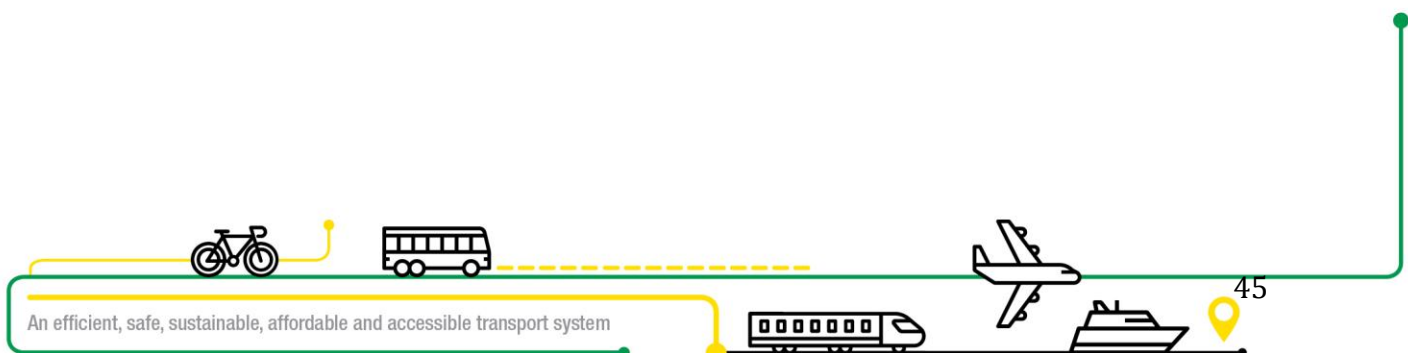 45
An efficient, safe, sustainable, affordable and accessible transport system